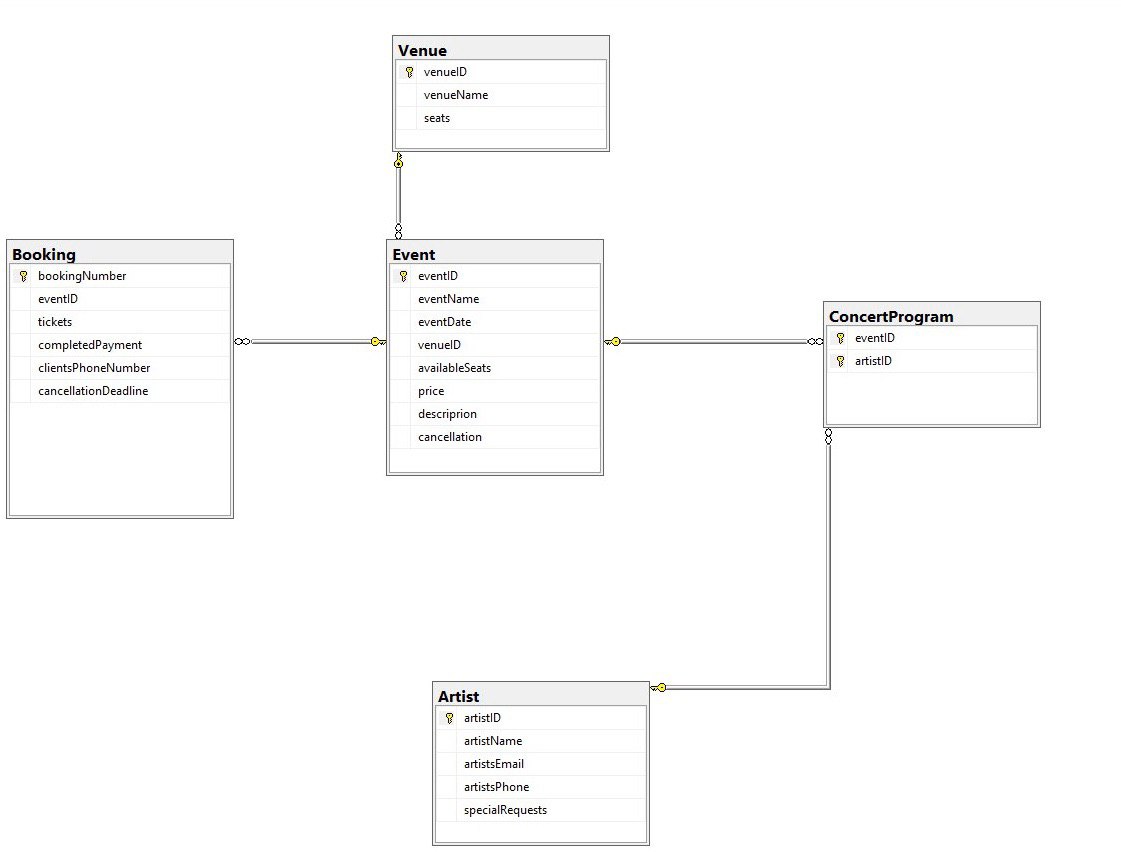 Venue
venueID
venueName
seats
Booking
bookingNumber
eventID
tickets
completedPayment
clientsPhoneNumber
cancellationDeadline
Event
eventID
eventName
eventDate
venueID
availableSeats
price
descriprion
cancellation
ConcertProgram
eventID
artistID
Artist
artistID
artistName
artistsEmail
artistsPhone
specialRequests